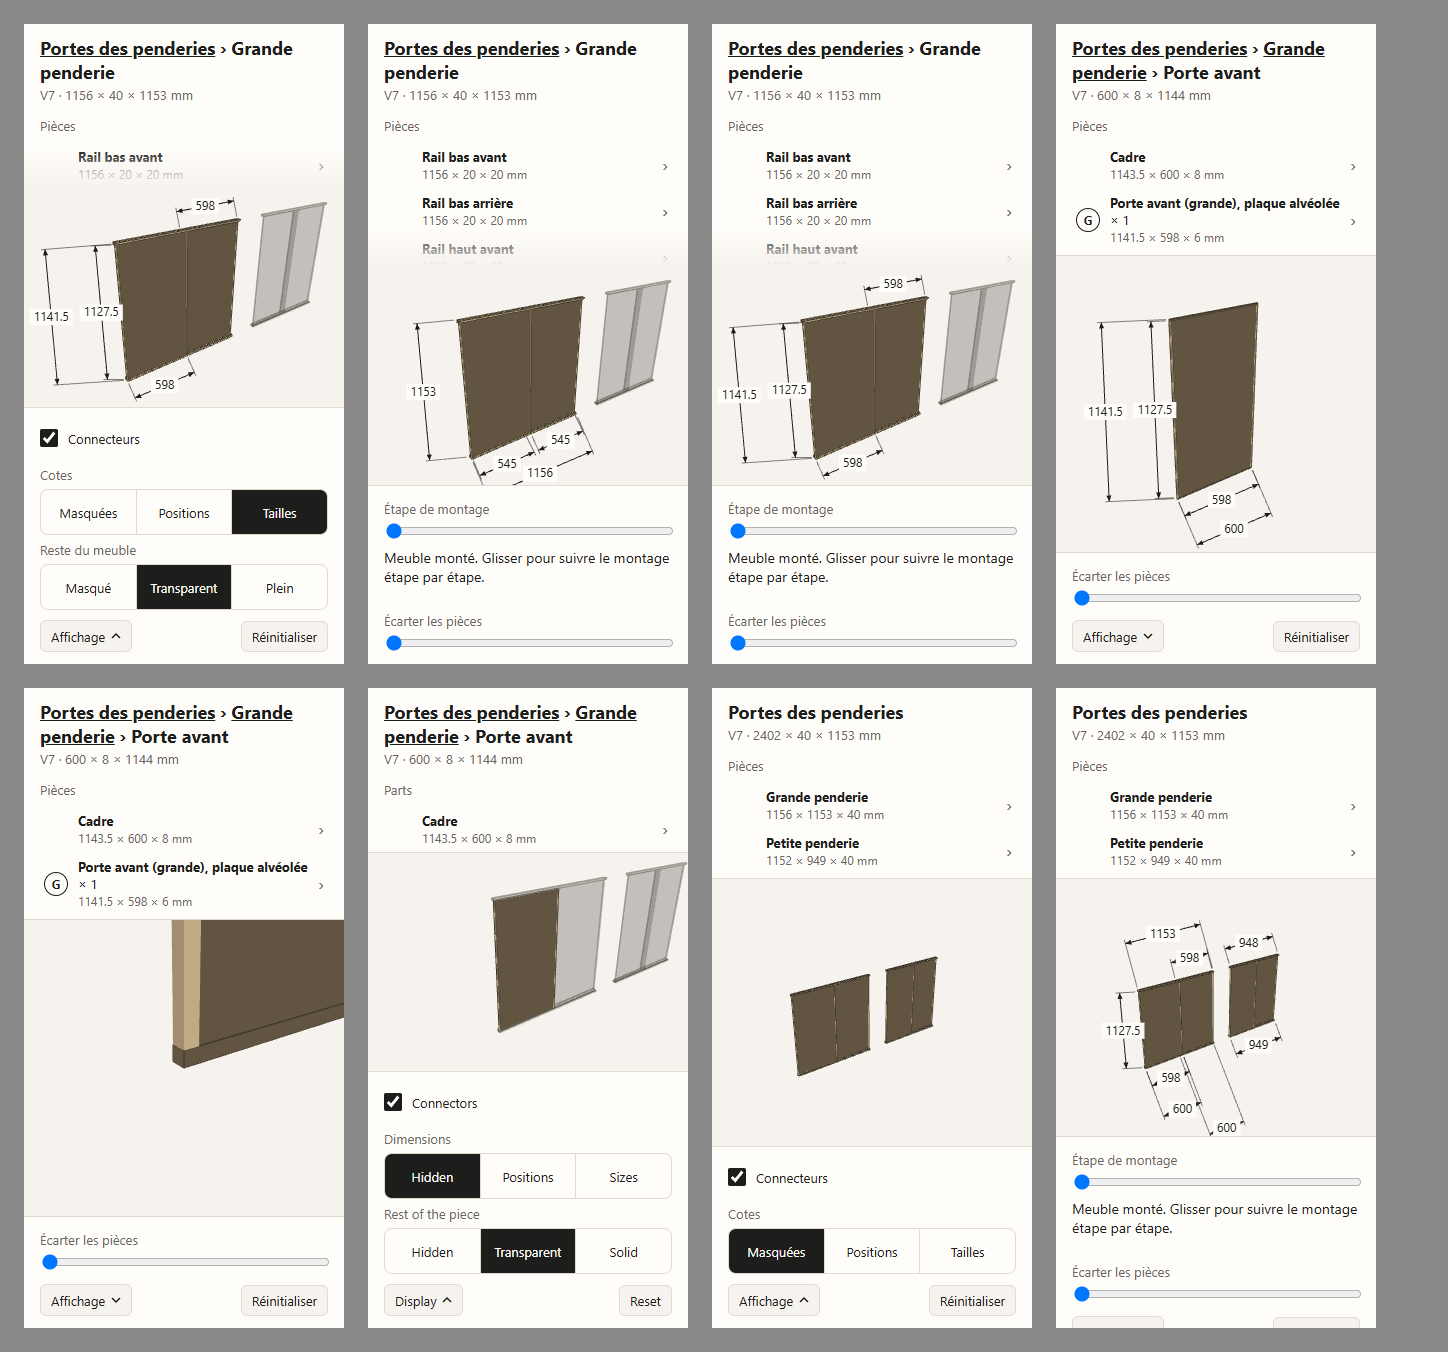 Portes des penderies › Grande
penderie
V7 · 1156 × 40 × 1153 mm
Pièces
Rail bas avant
1156 × 20 × 20 mm
598
1141.5
1127.5
598
Connecteurs
Cotes
Masquées
Positions
Tailles
Reste du meuble
Masqué
Transparent
Plein
Affichage
Réinitialiser
Portes des penderies › Grande
penderie
V7 · 1156 × 40 × 1153 mm
Pièces
Rail bas avant
1156 × 20 × 20 mm
Rail bas arrière
1156 × 20 × 20 mm
Rail haut avant
1153
545
545
1156
Étape de montage
Meuble monté. Glisser pour suivre le montage
étape par étape.
Écarter les pièces
Portes des penderies › Grande
penderie
V7 · 1156 × 40 × 1153 mm
Pièces
Rail bas avant
1156 × 20 × 20 mm
Rail bas arrière
1156 × 20 × 20 mm
Rail haut avant
598
1141.5
1127.5
598
Étape de montage
Meuble monté. Glisser pour suivre le montage
étape par étape.
Écarter les pièces
Portes des penderies › Grande
penderie › Porte avant
V7 · 600 × 8 × 1144 mm
Pièces
Cadre
1143.5 × 600 × 8 mm
G
Porte avant (grande), plaque alvéolée
× 1
1141.5 × 598 × 6 mm
1141.5
1127.5
598
600
Écarter les pièces
Affichage
Réinitialiser
Portes des penderies › Grande
penderie › Porte avant
V7 · 600 × 8 × 1144 mm
Pièces
Cadre
1143.5 × 600 × 8 mm
G
Porte avant (grande), plaque alvéolée
× 1
1141.5 × 598 × 6 mm
Écarter les pièces
Affichage
Réinitialiser
Portes des penderies › Grande
penderie › Porte avant
V7 · 600 × 8 × 1144 mm
Parts
Cadre
1143.5 × 600 × 8 mm
Connectors
Dimensions
Hidden
Positions
Sizes
Rest of the piece
Hidden
Transparent
Solid
Display
Reset
Portes des penderies
V7 · 2402 × 40 × 1153 mm
Pièces
Grande penderie
1156 × 1153 × 40 mm
Petite penderie
1152 × 949 × 40 mm
Connecteurs
Cotes
Masquées
Positions
Tailles
Affichage
Réinitialiser
Portes des penderies
V7 · 2402 × 40 × 1153 mm
Pièces
Grande penderie
1156 × 1153 × 40 mm
Petite penderie
1152 × 949 × 40 mm
1153
598
948
1127.5
949
598
600
600
Étape de montage
Meuble monté. Glisser pour suivre le montage
étape par étape.
Écarter les pièces